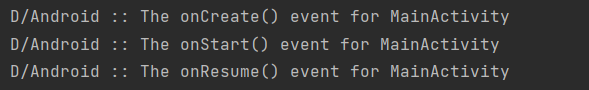 D/Android :: The onCreate() event for MainActivity
D/Android :: The onStart() event for MainActivity
D/Android :: The onResume() event for MainActivity